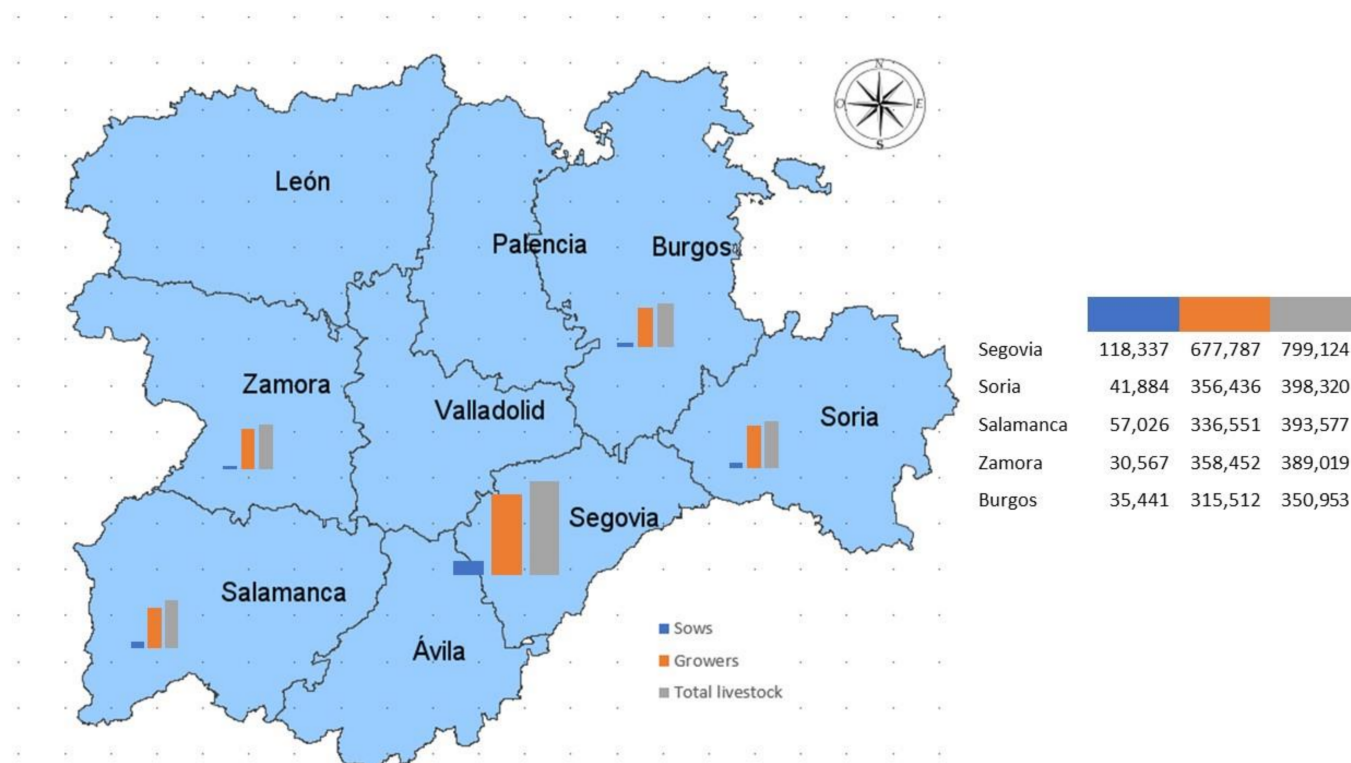 N
O
E
S
León
Palencia
Burgos
Zamora
Valladolid
Soria
Segovia
Salamanca
Ávila
Sows
Growers
Total livestock
Segovia 118,337 677,787 799,124
Soria 41,884 356,436 398,320
Salamanca 57,026 336,551 393,577
Zamora 30,567 358,452 389,019
Burgos 35,441 315,512 350,953